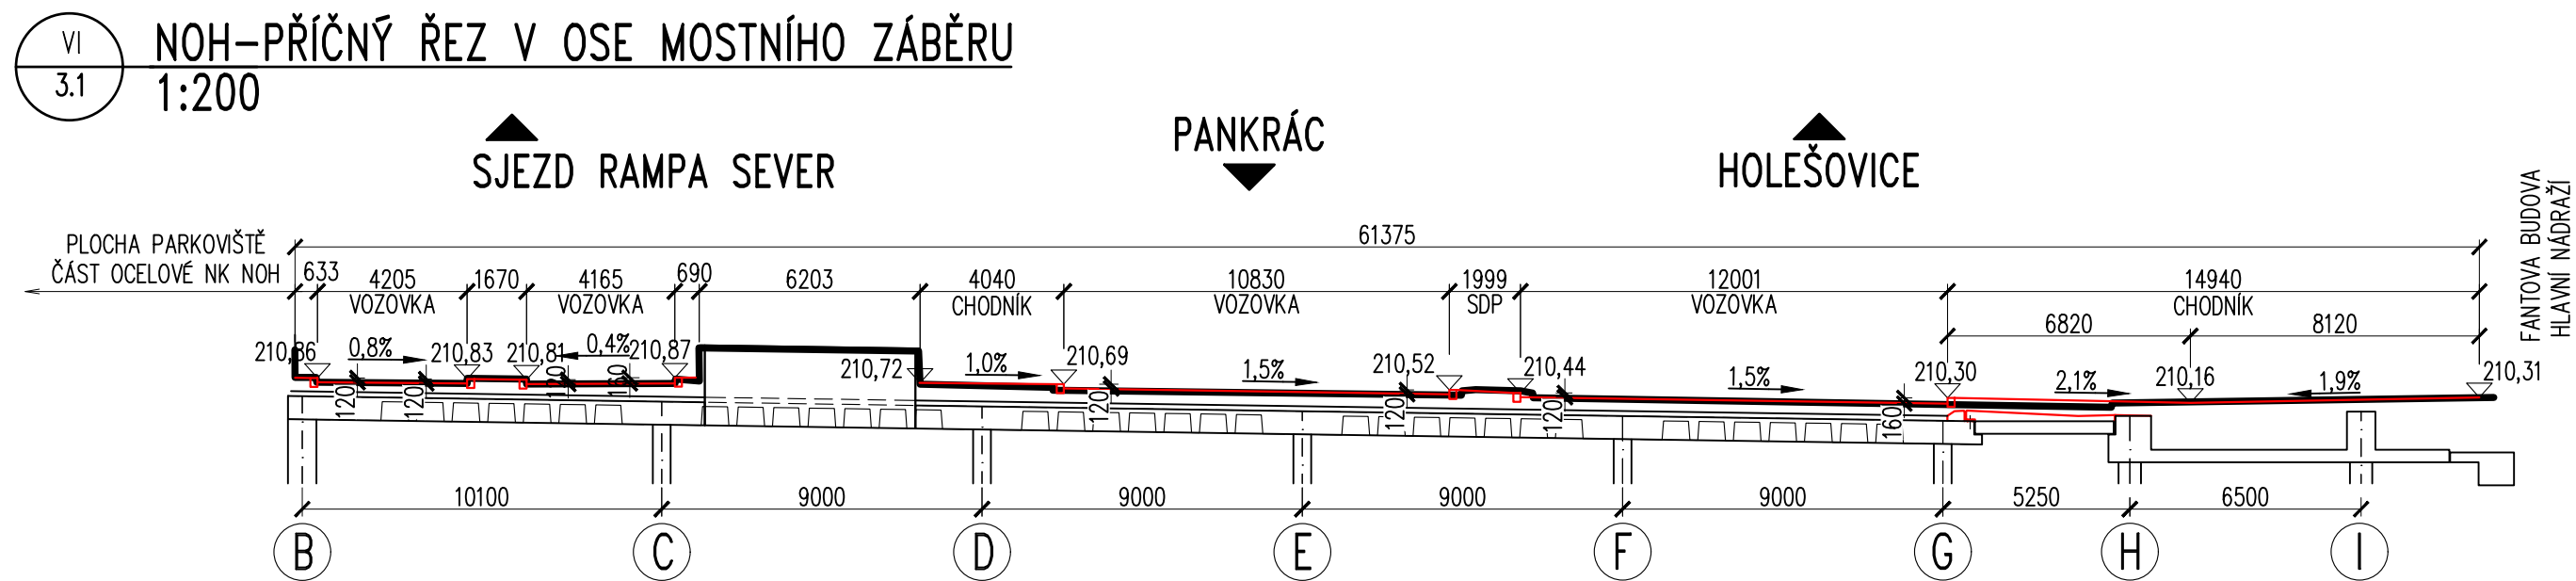 VI
3.1
NOH-PŘÍČNÝ ŘEZ V OSE MOSTNÍHO ZÁBĚRU
1:200
SJEZD RAMPA SEVER
PANKRÁC
HOLEŠOVICE
FANTOVA BUDOVA
HLAVNÍ NÁDRAŽÍ
PLOCHA PARKOVIŠTĚ
ČÁST OCELOVÉ NK NOH
61375
633 4205 1670 4165 690 6203 4040 10830 1999 12001 14940
VOZOVKA VOZOVKA CHODNÍK VOZOVKA SDP VOZOVKA CHODNÍK
6820 8120
210,86 0,8% 210,83 210,81 0,4% 210,87 210,72 1,0% 210,69 1,5% 210,52 210,44 1,5% 210,30 2,1% 210,16 1,9% 210,31
120 120 120 160 120 120 120 160
10100 9000 9000 9000 9000 5250 6500
B C D E F G H I